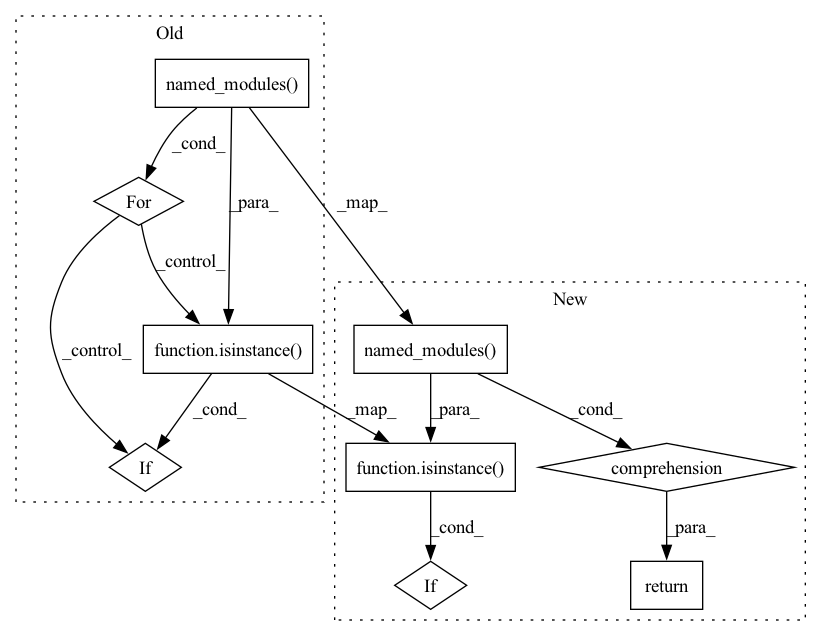 Old
named_modules()
_cond_
For
_para_
_map_
_control_
New
function.isinstance()
named_modules()
_control_
_cond_
_map_
_para_
_cond_
If
function.isinstance()
comprehension
_cond_
_para_
If
return